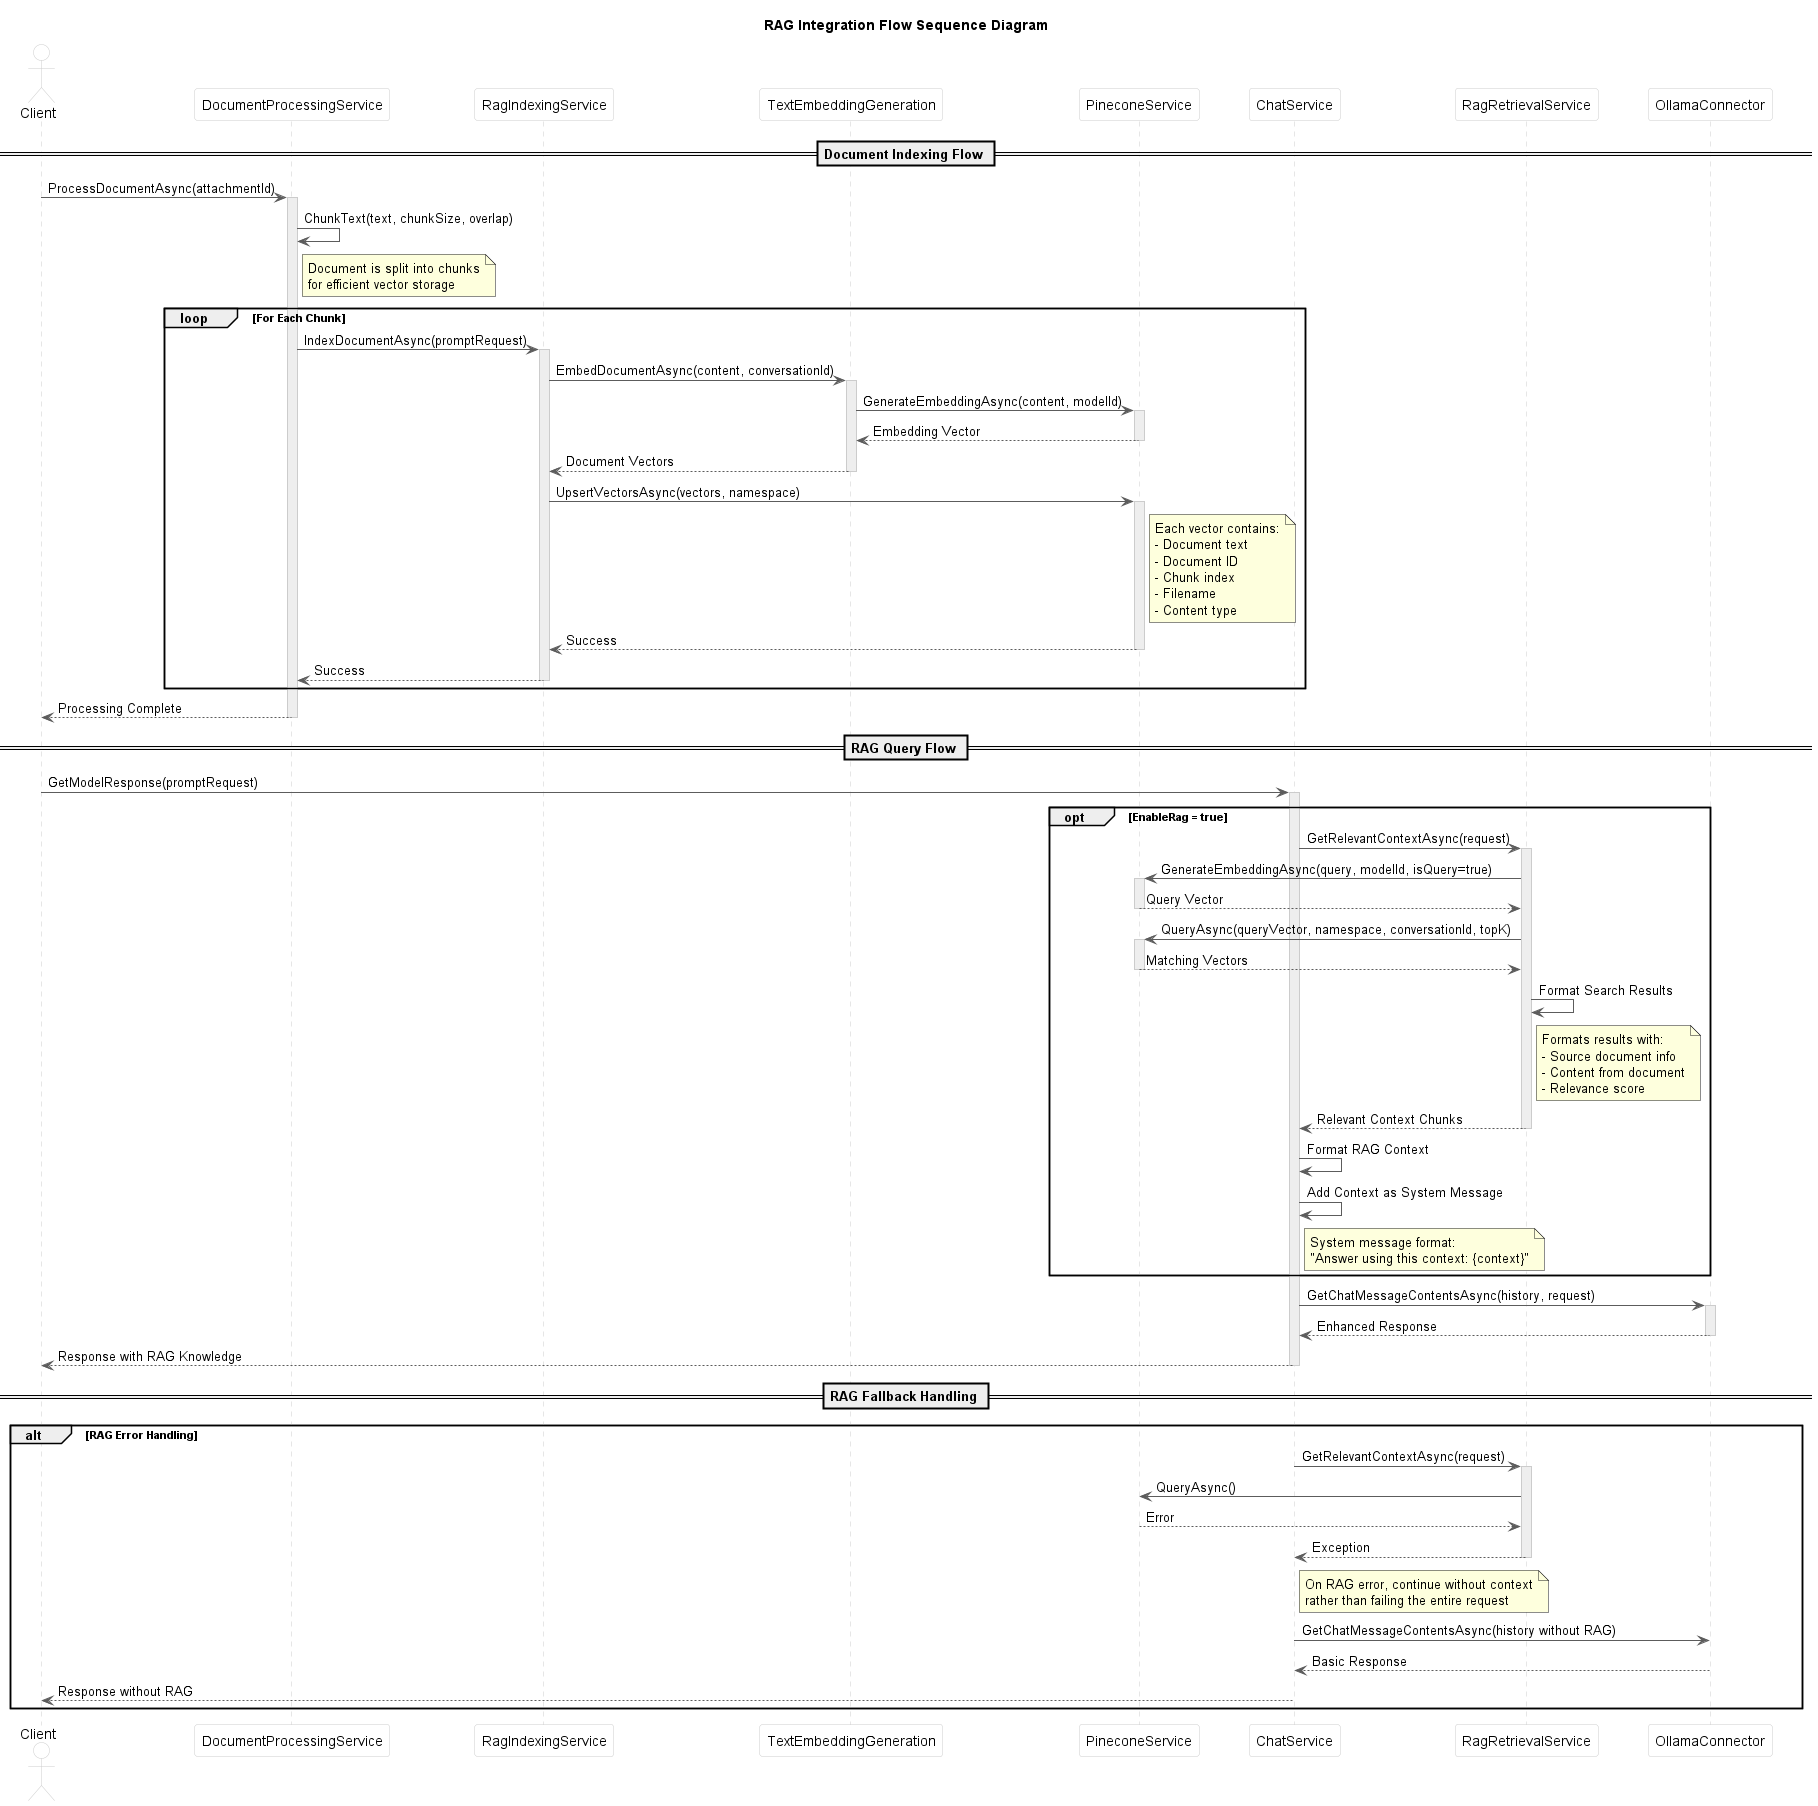 RAG Integration Flow Sequence Diagram
Client
DocumentProcessingService
RagIndexingService
TextEmbeddingGeneration
PineconeService
ChatService
RagRetrievalService
OllamaConnector
Document Indexing Flow
ProcessDocumentAsync(attachmentId)
ChunkText(text, chunkSize, overlap)
Document is split into chunks
for efficient vector storage
loop
[For Each Chunk]
IndexDocumentAsync(promptRequest)
EmbedDocumentAsync(content, conversationId)
GenerateEmbeddingAsync(content, modelId)
Embedding Vector
Document Vectors
UpsertVectorsAsync(vectors, namespace)
Each vector contains:
- Document text
- Document ID
- Chunk index
- Filename
- Content type
Success
Success
Processing Complete
RAG Query Flow
GetModelResponse(promptRequest)
opt
[EnableRag = true]
GetRelevantContextAsync(request)
GenerateEmbeddingAsync(query, modelId, isQuery=true)
Query Vector
QueryAsync(queryVector, namespace, conversationId, topK)
Matching Vectors
Format Search Results
Formats results with:
- Source document info
- Content from document
- Relevance score
Relevant Context Chunks
Format RAG Context
Add Context as System Message
System message format:
"Answer using this context: {context}"
GetChatMessageContentsAsync(history, request)
Enhanced Response
Response with RAG Knowledge
RAG Fallback Handling
alt
[RAG Error Handling]
GetRelevantContextAsync(request)
QueryAsync()
Error
Exception
On RAG error, continue without context
rather than failing the entire request
GetChatMessageContentsAsync(history without RAG)
Basic Response
Response without RAG
Client
DocumentProcessingService
RagIndexingService
TextEmbeddingGeneration
PineconeService
ChatService
RagRetrievalService
OllamaConnector